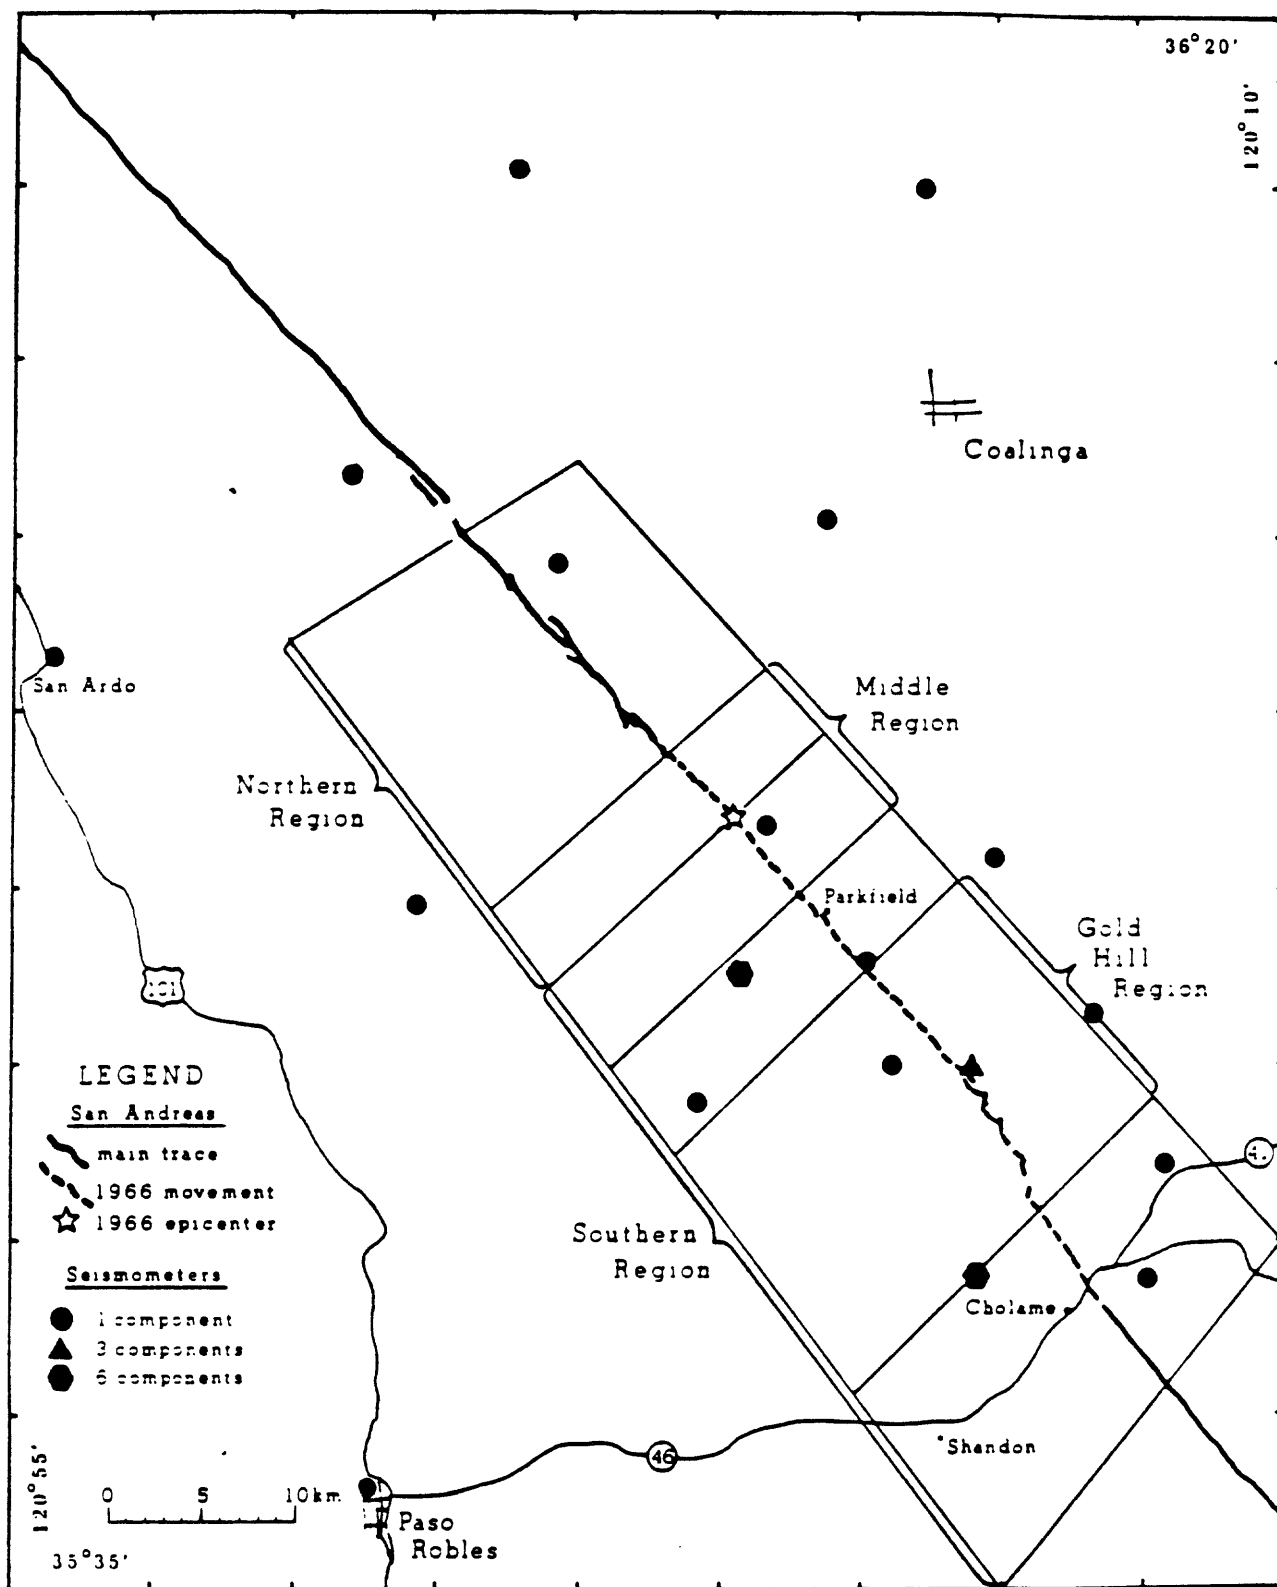 36°20'
120°10'
Coalinga
San Ardo
Middle
Region
Northern
Region
Parkfield
Gold
Hill
Region
101
LEGEND
San Andreas
main trace
1966 movement
1966 epicenter
Southern
Region
Seismometers
1 component
3 components
6 components
Cholame
46
Shandon
120°55'
0 5 10km
Paso
Robles
35°35'